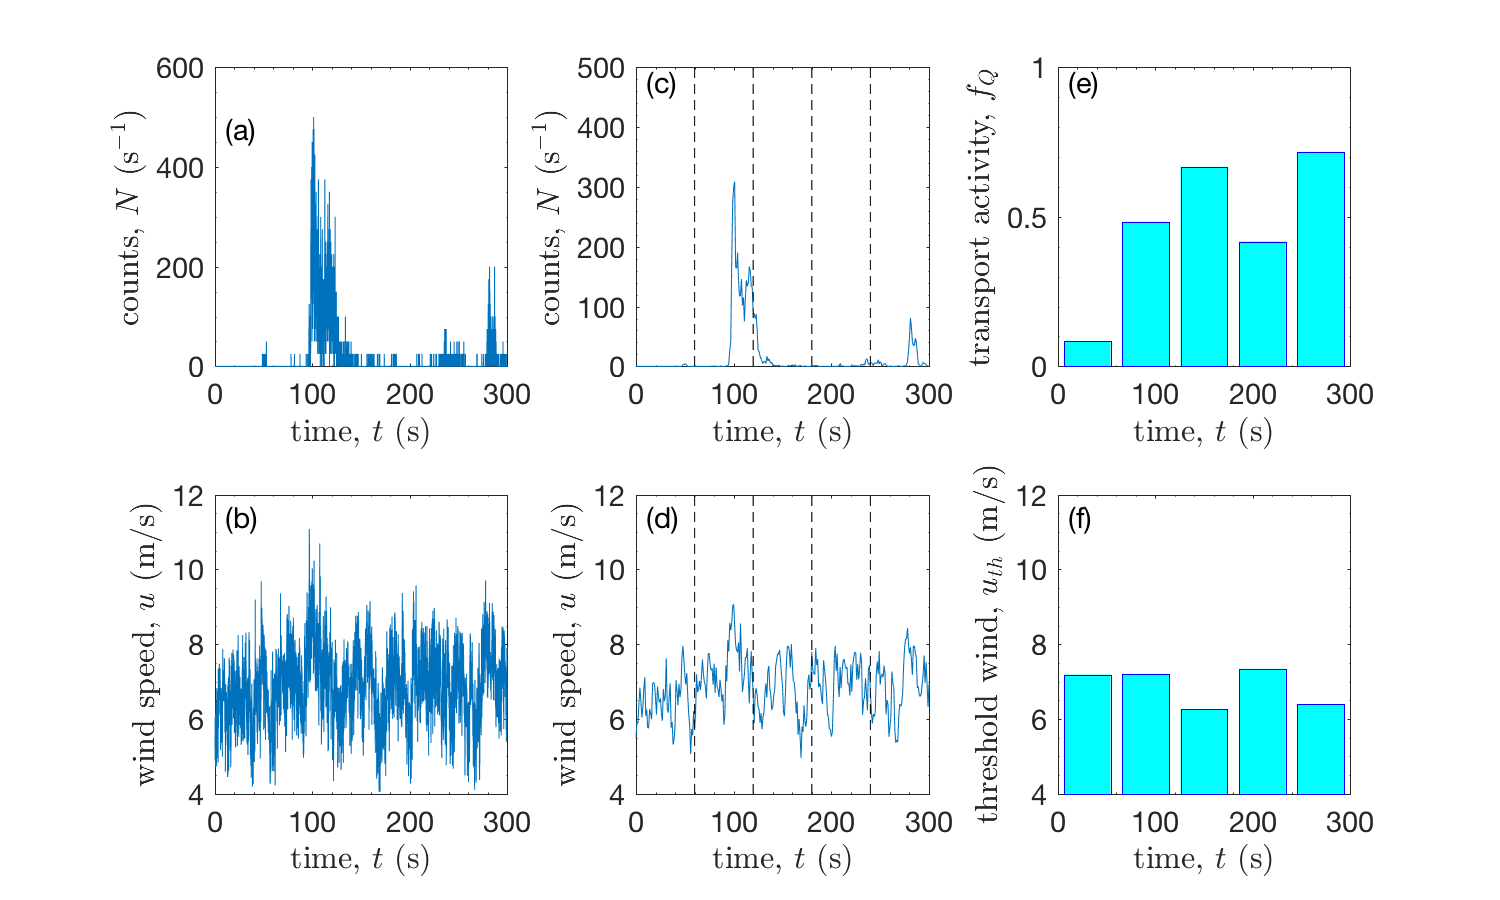 (a)
counts, N (s⁻¹)
600
400
200
0
0 100 200 300
time, t (s)
(c)
counts, N (s⁻¹)
500
400
300
200
100
0
0 100 200 300
time, t (s)
(e)
transport activity, f_Q
1
0.5
0
0 100 200 300
time, t (s)
(b)
wind speed, u (m/s)
12
10
8
6
4
0 100 200 300
time, t (s)
(d)
wind speed, u (m/s)
12
10
8
6
4
0 100 200 300
time, t (s)
(f)
threshold wind, u_th (m/s)
12
10
8
6
4
0 100 200 300
time, t (s)